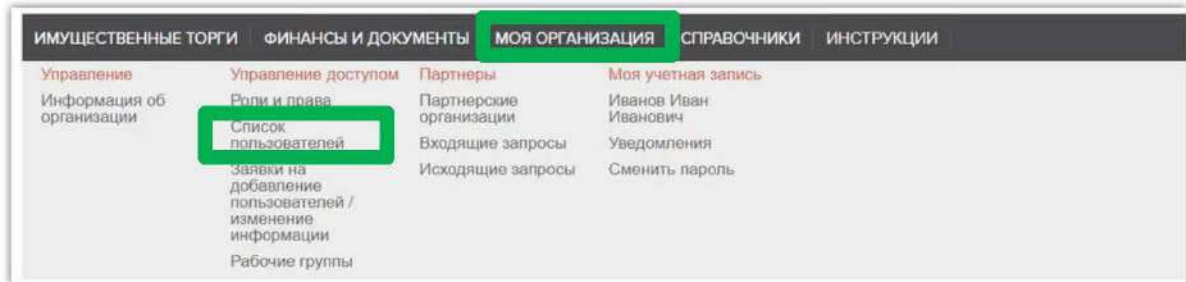 ИМУЩЕСТВЕННЫЕ ТОРГИ ФИНАНСЫ И ДОКУМЕНТЫ МОЯ ОРГАНИЗАЦИЯ СПРАВОЧНИКИ ИНСТРУКЦИИ
Управление
Информация об
организации
Управление доступом
Роли и права
Список
пользователей
Заявки на
добавление
пользователей /
изменение
информации
Рабочие группы
Партнеры
Партнерские
организации
Входящие запросы
Исходящие запросы
Моя учетная запись
Иванов Иван
Иванович
Уведомления
Сменить пароль